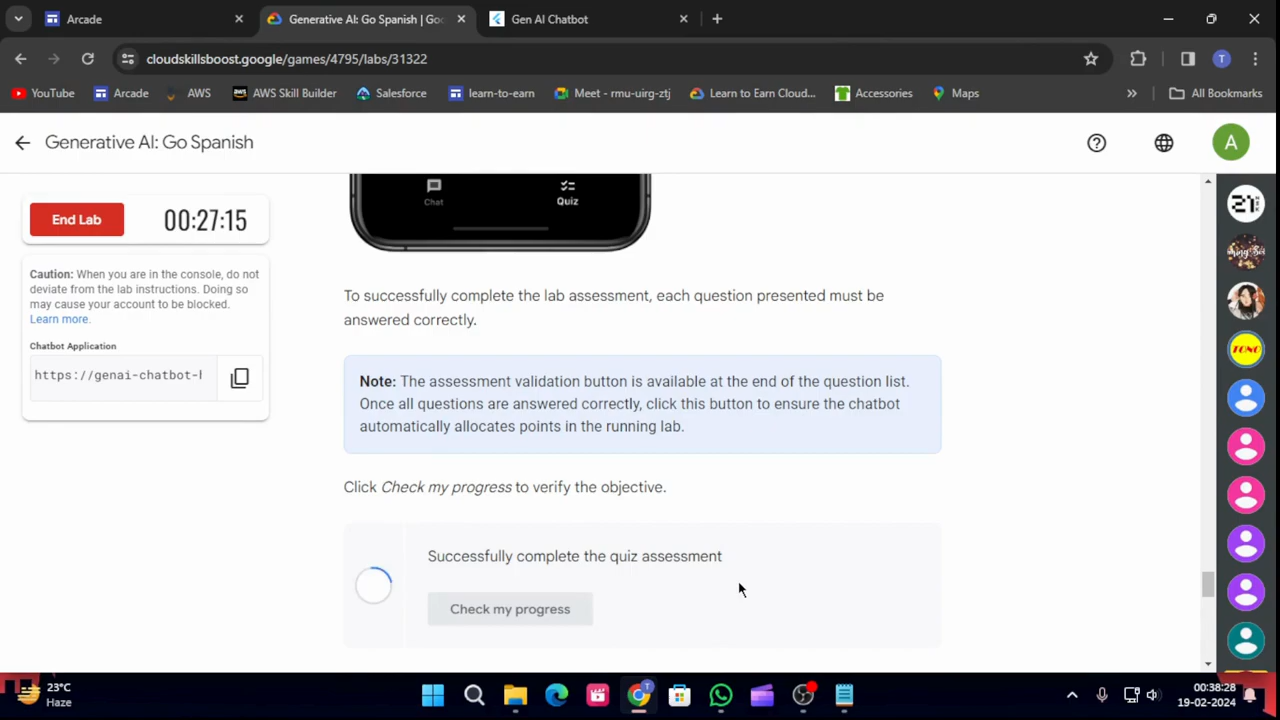 Arcade
Generative AI: Go Spanish | Goo
Gen AI Chatbot
cloudskillsboost.google/games/4795/labs/31322
T
YouTube
Arcade
AWS
aws
AWS Skill Builder
Salesforce
learn-to-earn
Meet - rmu-uirg-ztj
Learn to Earn Cloud...
Accessories
Maps
All Bookmarks
Generative AI: Go Spanish
A
End Lab
00:27:15
Caution: When you are in the console, do not
deviate from the lab instructions. Doing so
may cause your account to be blocked.
Learn more.
Chatbot Application
https://genai-chatbot-
Chat
Quiz
To successfully complete the lab assessment, each question presented must be
answered correctly.
Note: The assessment validation button is available at the end of the question list.
Once all questions are answered correctly, click this button to ensure the chatbot
automatically allocates points in the running lab.
Click Check my progress to verify the objective.
Successfully complete the quiz assessment
Check my progress
21
TONC
23°C
Haze
T
00:38:28
19-02-2024